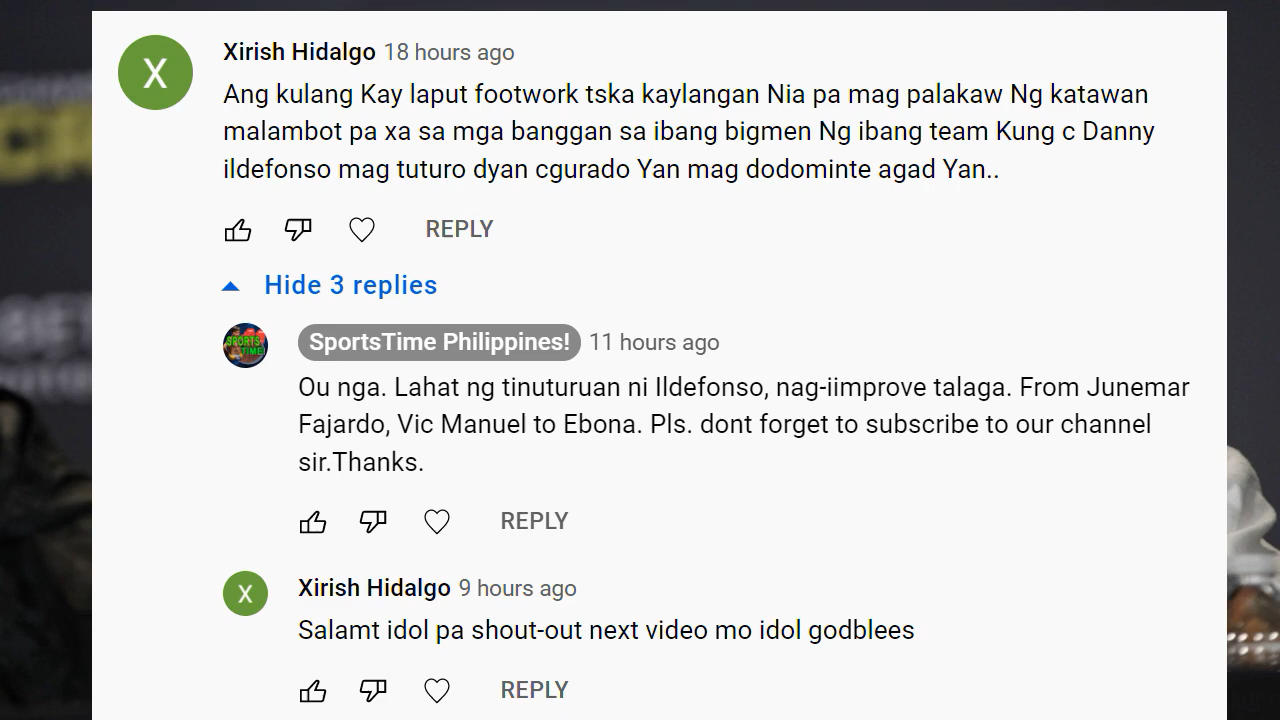 X
Xirish Hidalgo 18 hours ago
Ang kulang Kay laput footwork tska kaylangan Nia pa mag palakaw Ng katawan
malambot pa xa sa mga banggan sa ibang bigmen Ng ibang team Kung c Danny
ildefonso mag tuturo dyan cgurado Yan mag dodominte agad Yan..
REPLY
Hide 3 replies
SPORTS
TIME!
SportsTime Philippines! 11 hours ago
Ou nga. Lahat ng tinuturuan ni Ildefonso, nag-iimprove talaga. From Junemar
Fajardo, Vic Manuel to Ebona. Pls. dont forget to subscribe to our channel
sir.Thanks.
REPLY
X
Xirish Hidalgo 9 hours ago
Salamt idol pa shout-out next video mo idol godblees
REPLY